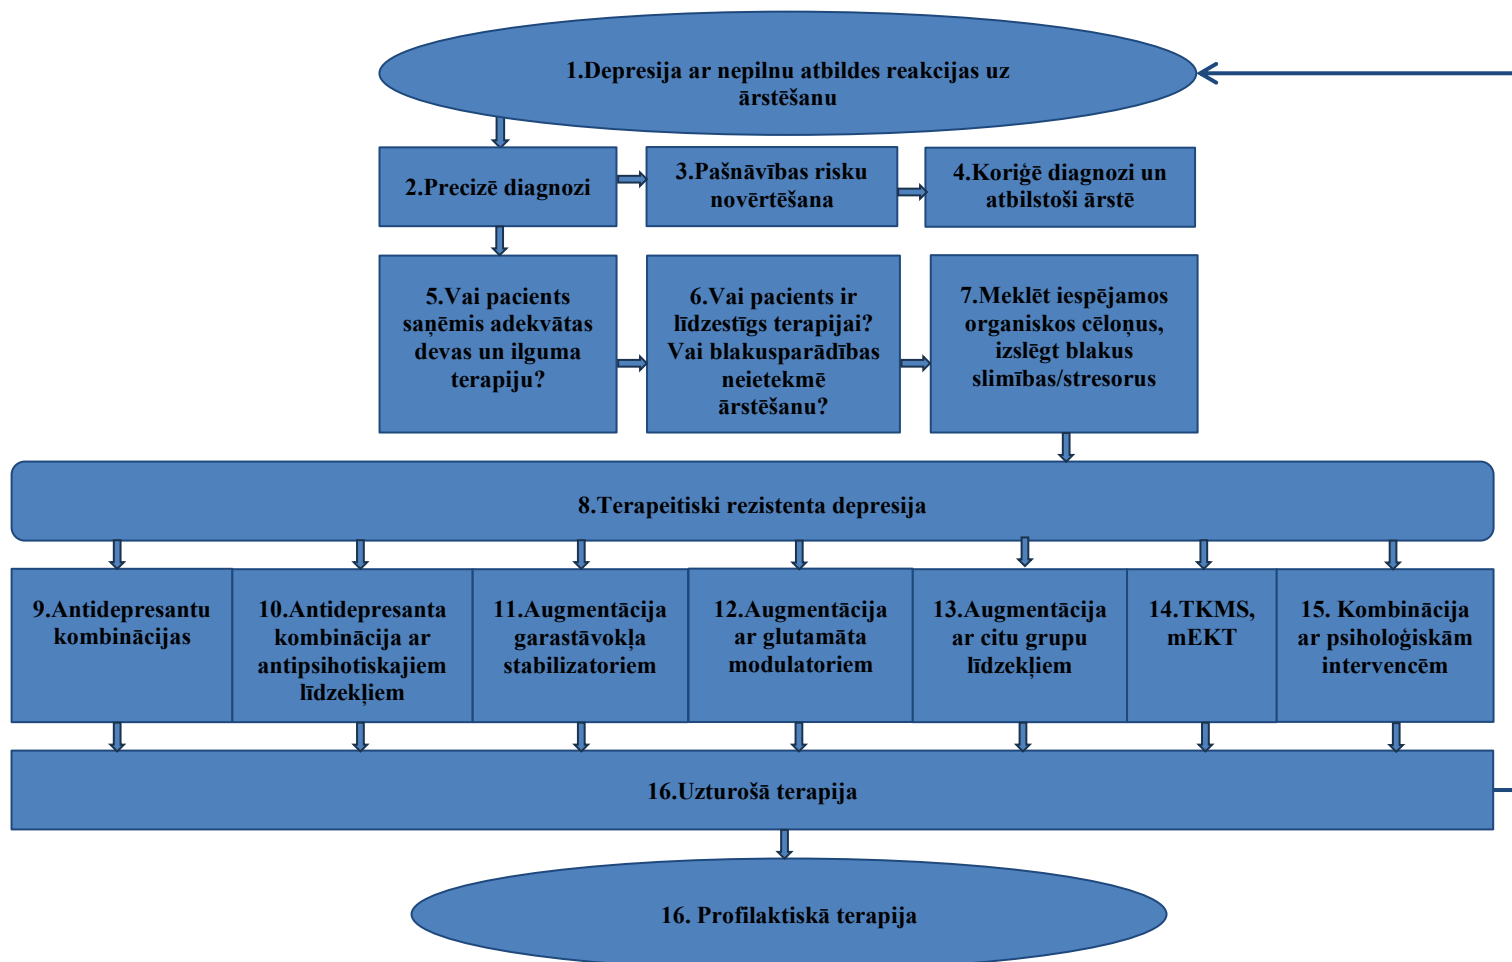 1.Depresija ar nepilnu atbildes reakcijas uz
ārstēšanu
2.Precizē diagnozi
3.Pašnāvības risku
novērtēšana
4.Koriģē diagnozi un
atbilstoši ārstē
5.Vai pacients
saņēmis adekvātas
devas un ilguma
terapiju?
6.Vai pacients ir
līdzestīgs terapijai?
Vai blakusparādības
neietekmē
ārstēšanu?
7.Meklēt iespējamos
organiskos cēloņus,
izslēgt blakus
slimības/stresorus
8.Terapeitiski rezistenta depresija
9.Antidepresantu
kombinācijas
10.Antidepresanta
kombinācija ar
antipsihotiskajiem
līdzekļiem
11.Augmentācija
garastāvokļa
stabilizatoriem
12.Augmentācija
ar glutamāta
modulatoriem
13.Augmentācija
ar citu grupu
līdzekļiem
14.TKMS,
mEKT
15. Kombinācija
ar psiholoģiskām
intervencēm
16.Uzturošā terapija
16. Profilaktiskā terapija